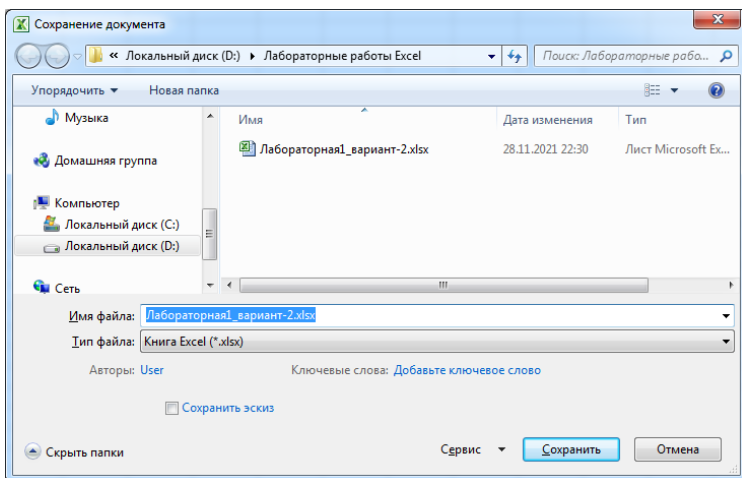 Сохранение документа
« Локальный диск (D:) ▸ Лабораторные работы Excel
Поиск: Лабораторные рабо...
Упорядочить ▾ Новая папка
Музыка
Домашняя группа
Компьютер
Локальный диск (C:)
Локальный диск (D:)
Сеть
Имя Дата изменения Тип
Лабораторная1_вариант-2.xlsx 28.11.2021 22:30 Лист Microsoft Ex...
Имя файла: Лабораторная1_вариант-2.xlsx
Тип файла: Книга Excel (*.xlsx)
Авторы: User Ключевые слова: Добавьте ключевое слово
Сохранить эскиз
Скрыть папки Сервис ▾ Сохранить Отмена